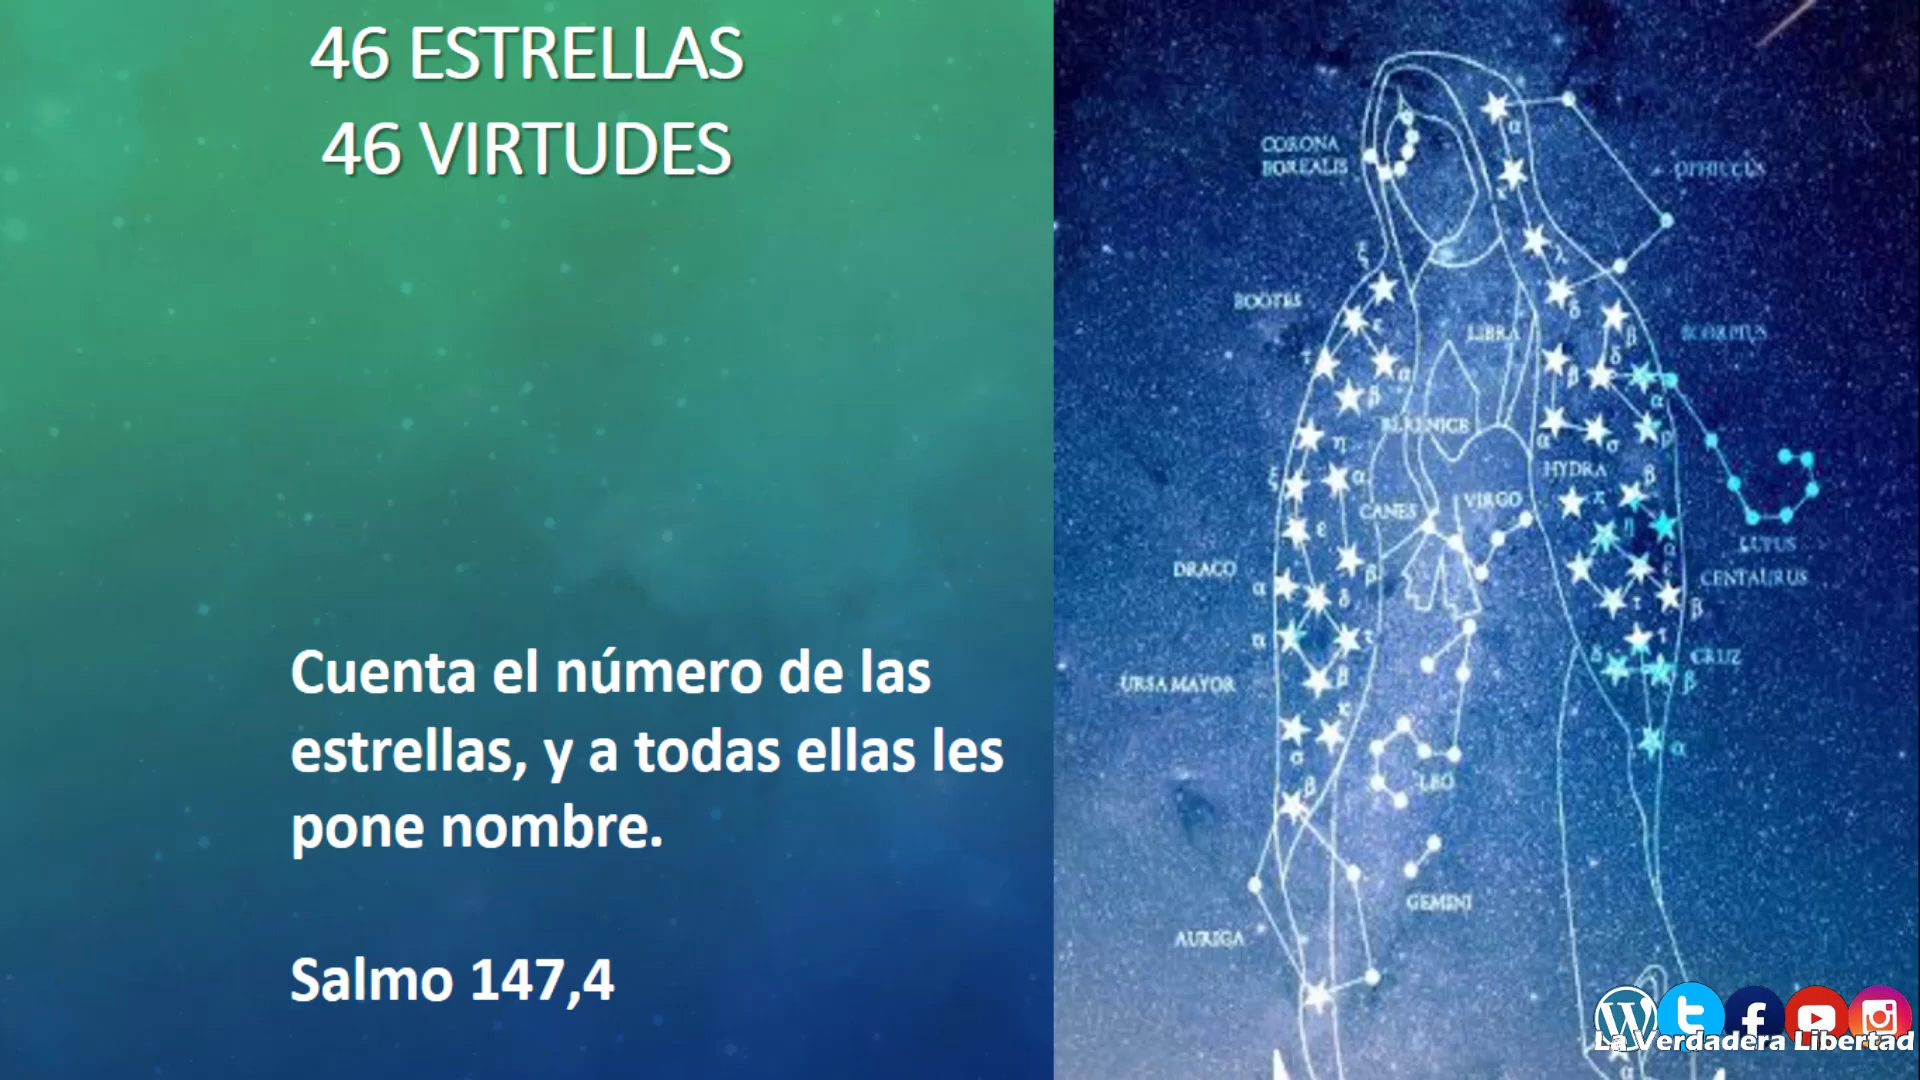 46 ESTRELLAS
46 VIRTUDES
Cuenta el número de las
estrellas, y a todas ellas les
pone nombre.
Salmo 147,4
CORONA
BOREALIS
OPHIUCUS
BOOTES
LIBRA
SCORPIUS
BERENICE
HYDRA
CANES
VIRGO
LUPUS
DRACO
CENTAURUS
CRUZ
URSA MAYOR
LEO
GEMINI
AURIGA
La Verdadera Libertad